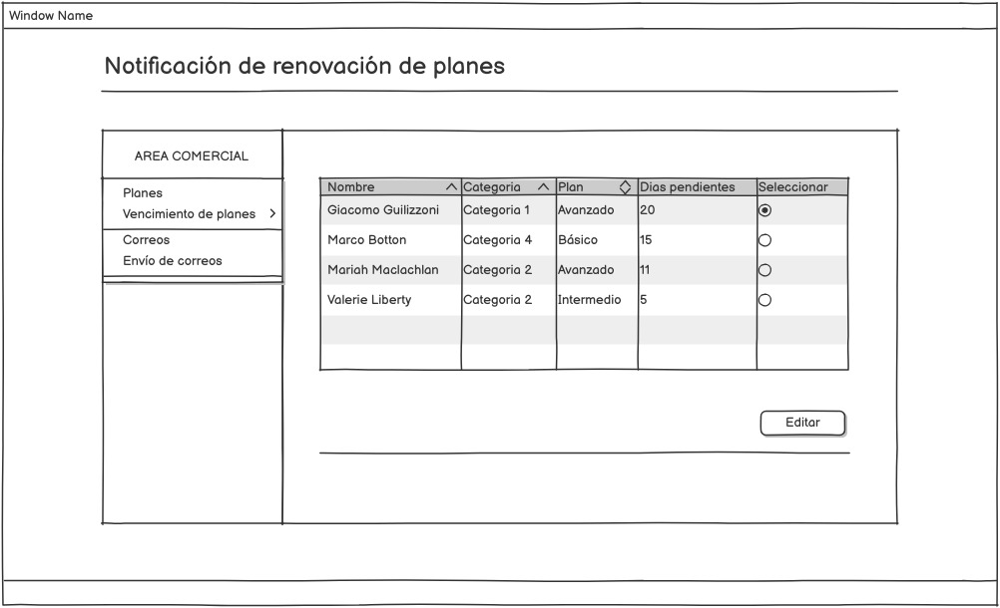 Window Name
Notificación de renovación de planes
AREA COMERCIAL
Planes
Vencimiento de planes
Correos
Envío de correos
Nombre Categoria Plan Dias pendientes Seleccionar
Giacomo Guilizzoni Categoria 1 Avanzado 20
Marco Botton Categoria 4 Básico 15
Mariah Maclachlan Categoria 2 Avanzado 11
Valerie Liberty Categoria 2 Intermedio 5
Editar